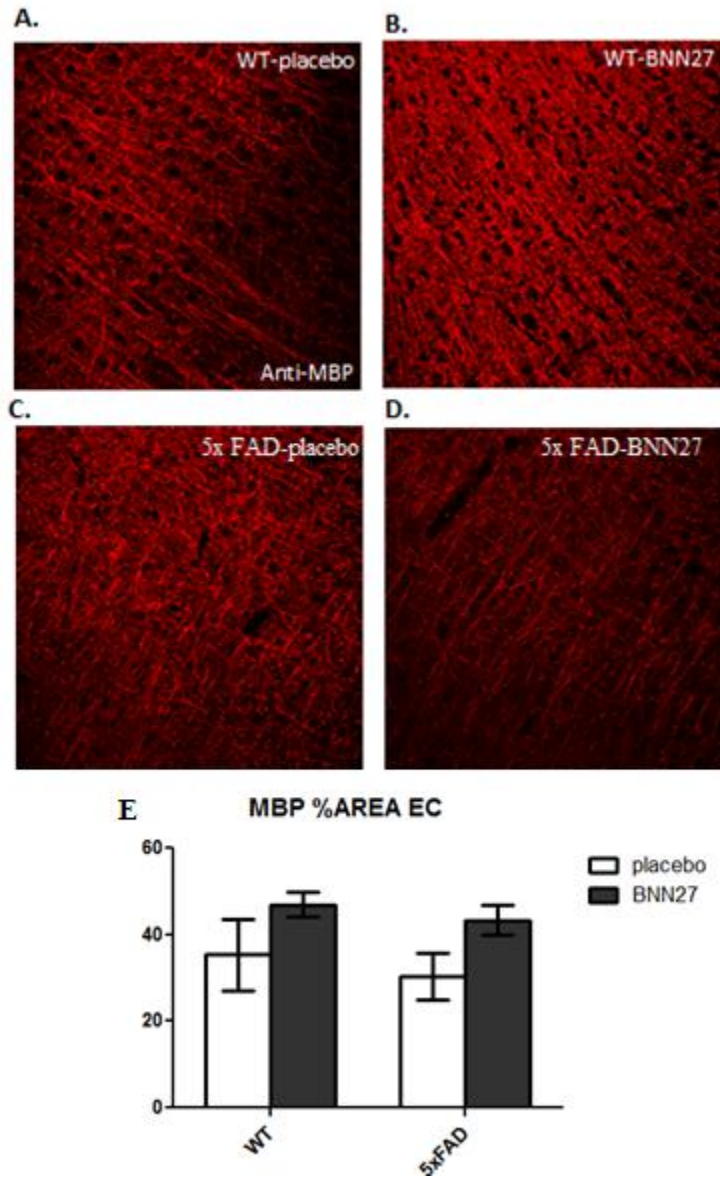 A.
WT-placebo
Anti-MBP
B.
WT-BNN27
C.
5x FAD-placebo
D.
5x FAD-BNN27
E
MBP %AREA EC
60
40
20
0
WT
5xFAD
placebo
BNN27